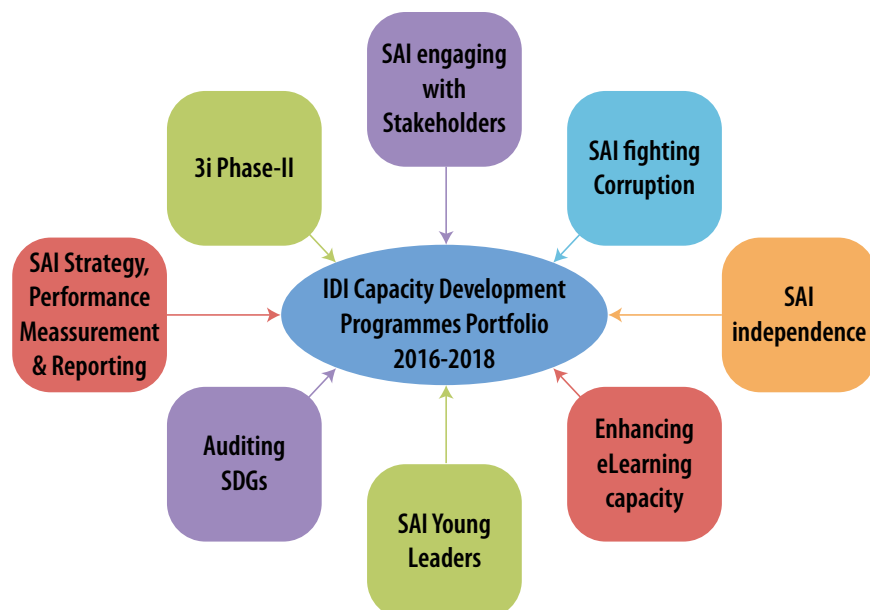 SAI engaging
with
Stakeholders
3i Phase-II
SAI fighting
Corruption
SAI Strategy,
Performance
Meassurement
& Reporting
IDI Capacity Development
Programmes Portfolio
2016-2018
SAI
independence
Auditing
SDGs
Enhancing
eLearning
capacity
SAI Young
Leaders